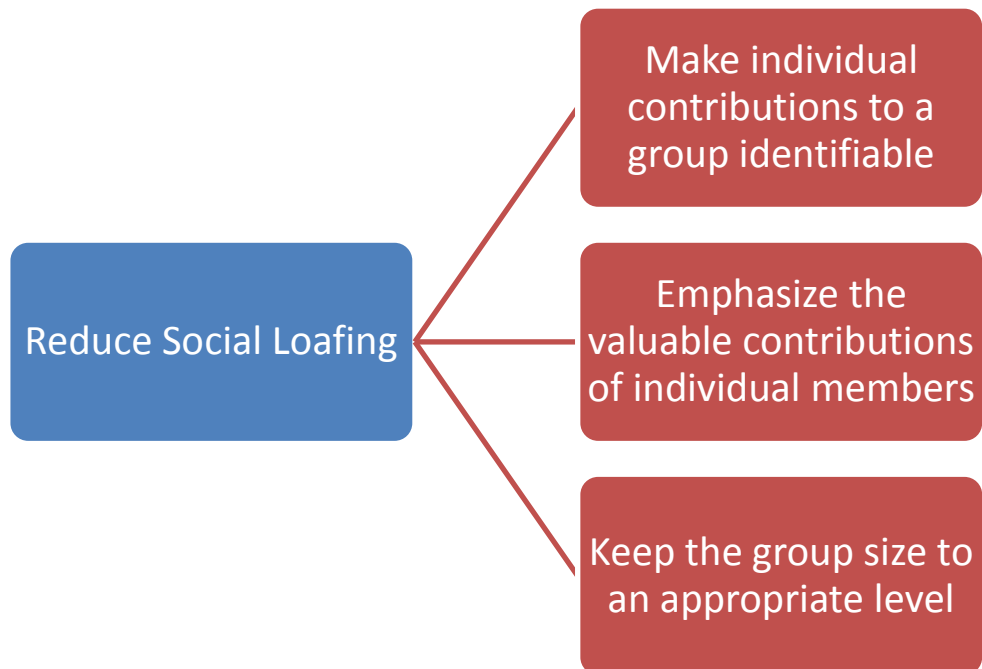 Reduce Social Loafing
Make individual
contributions to a
group identifiable
Emphasize the
valuable contributions
of individual members
Keep the group size to
an appropriate level